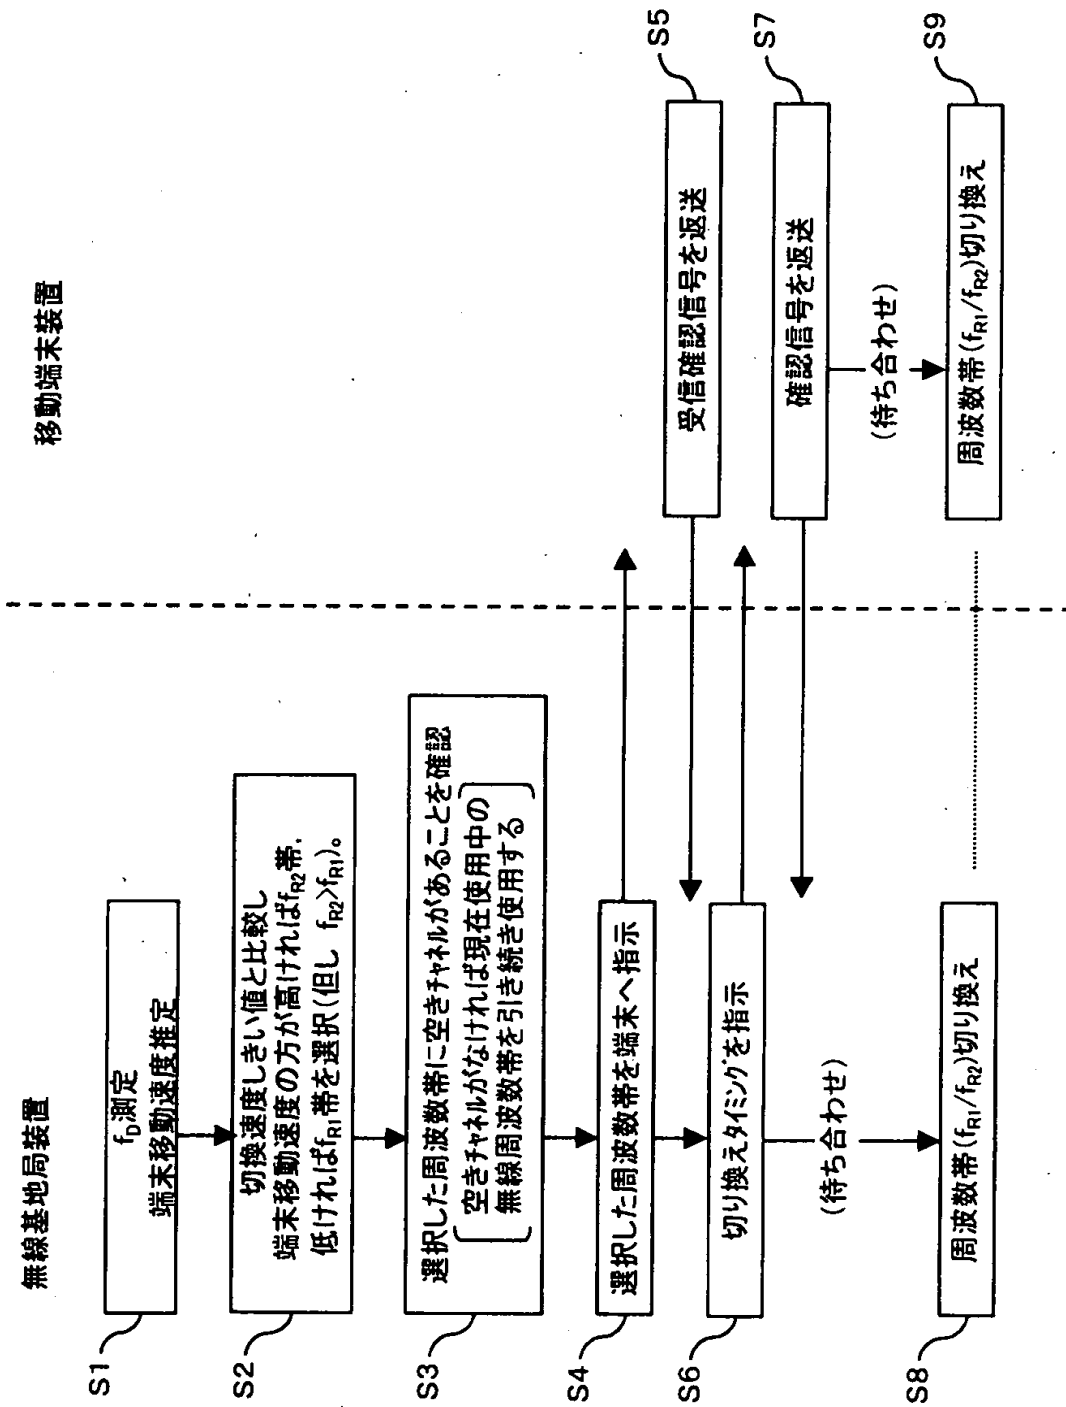 無線基地局装置
移動端末装置
S1
f_D測定
端末移動速度推定
S2
切換速度しきい値と比較し
端末移動速度の方が高ければf_R2帯,
低ければf_R1帯を選択(但し f_R2>f_R1)。
S3
選択した周波数帯に空きチャネルがあることを確認
空きチャネルがなければ現在使用中の
無線周波数帯を引き続き使用する
S4
選択した周波数帯を端末へ指示
S5
受信確認信号を返送
S6
切り換えタイミングを指示
S7
確認信号を返送
(待ち合わせ)
(待ち合わせ)
S8
周波数帯(f_R1/f_R2)切り換え
S9
周波数帯(f_R1/f_R2)切り換え